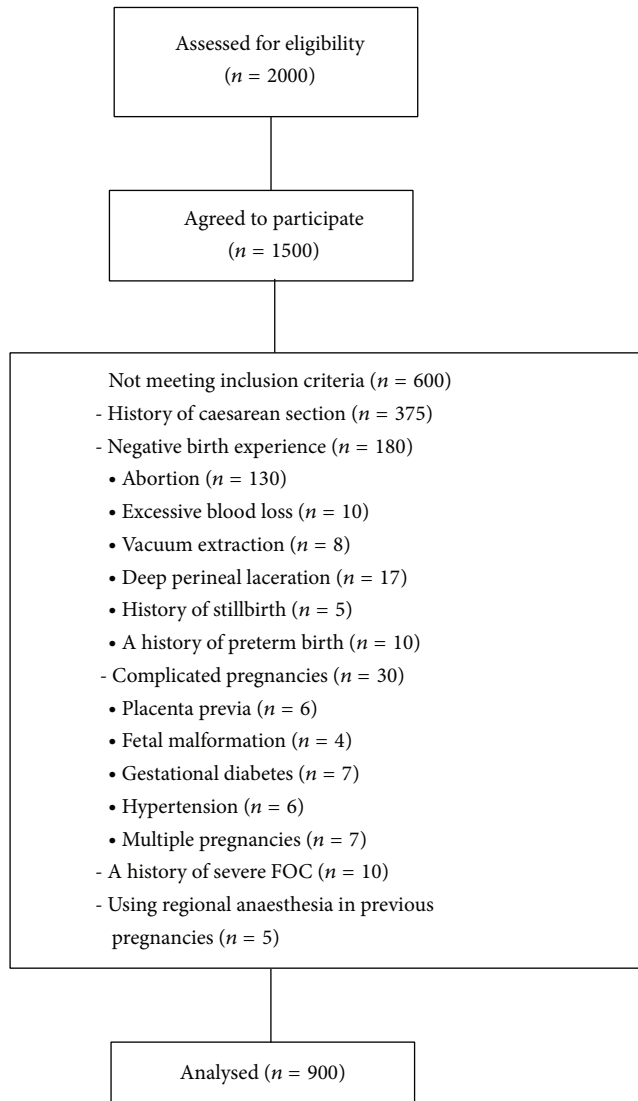 Assessed for eligibility
(n = 2000)
Agreed to participate
(n = 1500)
Not meeting inclusion criteria (n = 600)
- History of caesarean section (n = 375)
- Negative birth experience (n = 180)
• Abortion (n = 130)
• Excessive blood loss (n = 10)
• Vacuum extraction (n = 8)
• Deep perineal laceration (n = 17)
• History of stillbirth (n = 5)
• A history of preterm birth (n = 10)
- Complicated pregnancies (n = 30)
• Placenta previa (n = 6)
• Fetal malformation (n = 4)
• Gestational diabetes (n = 7)
• Hypertension (n = 6)
• Multiple pregnancies (n = 7)
- A history of severe FOC (n = 10)
- Using regional anaesthesia in previous
pregnancies (n = 5)
Analysed (n = 900)